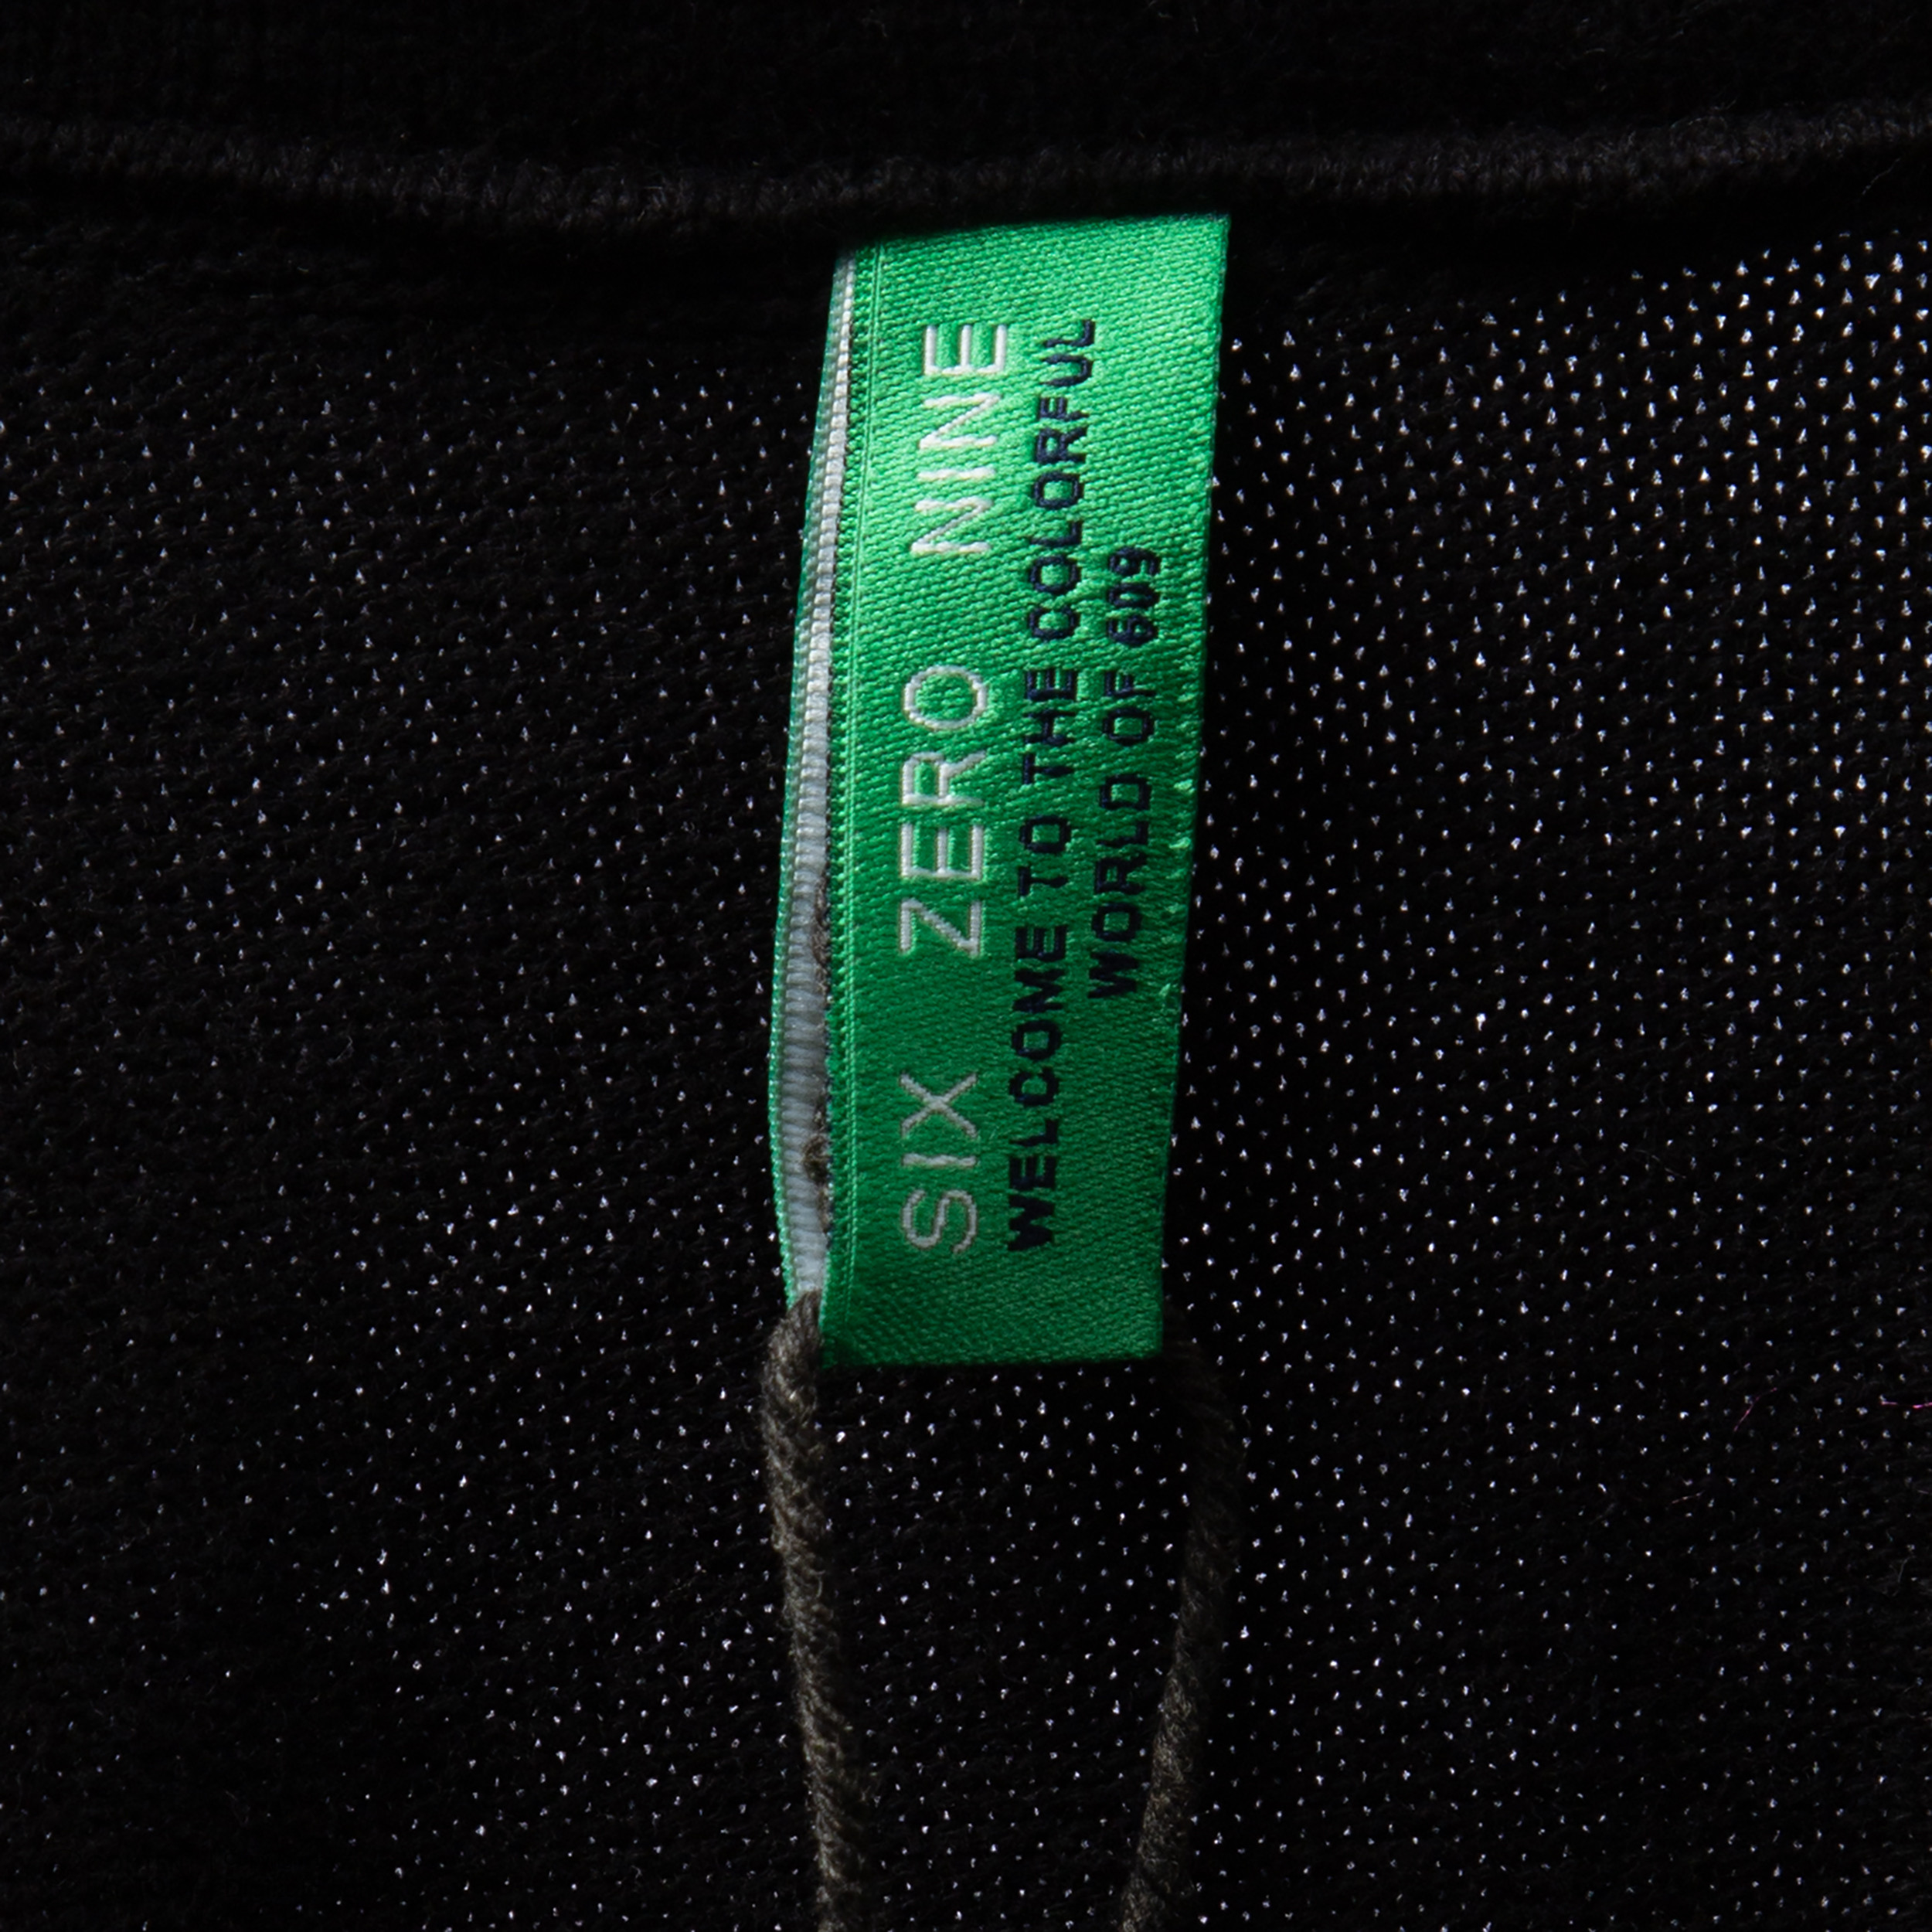 SIX ZERO NINE
WELCOME TO THE COLORFUL
WORLD OF 609